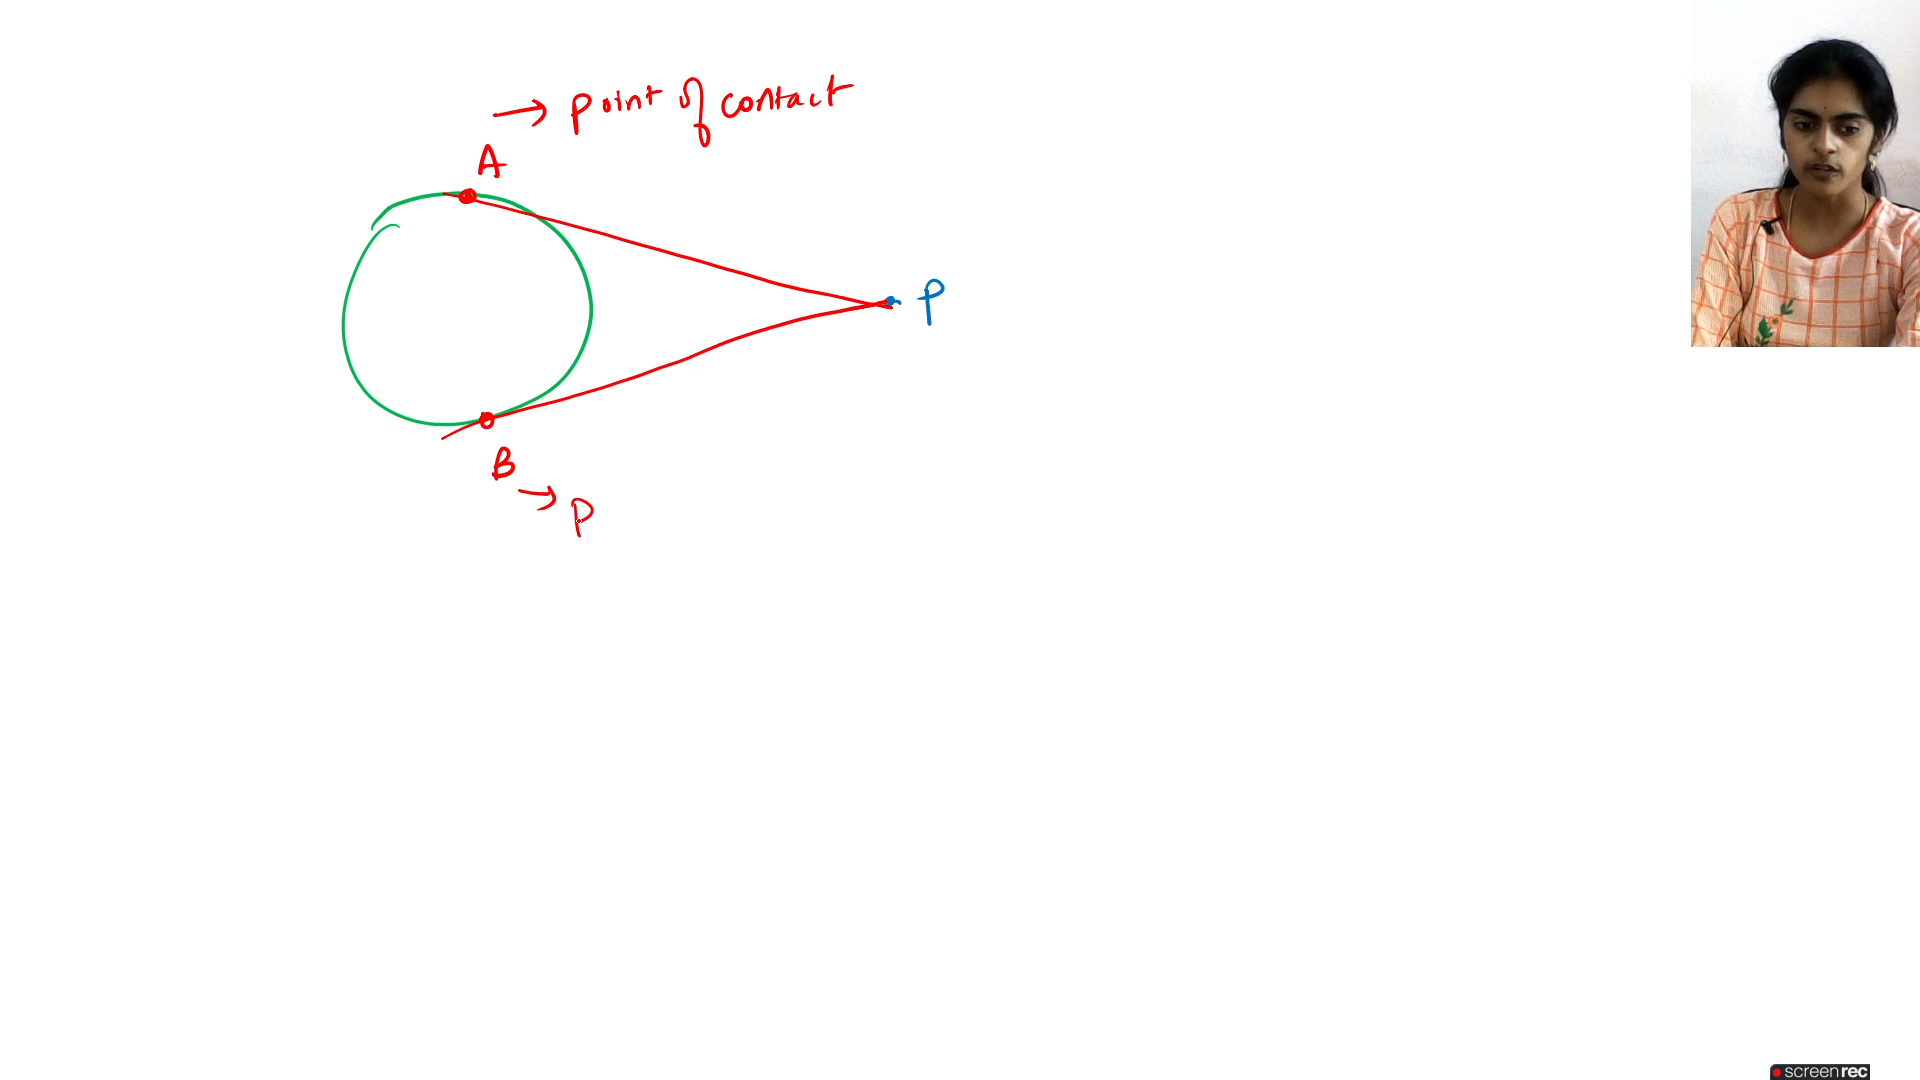 → Point of contact
A
P
B
→ P
screenrec